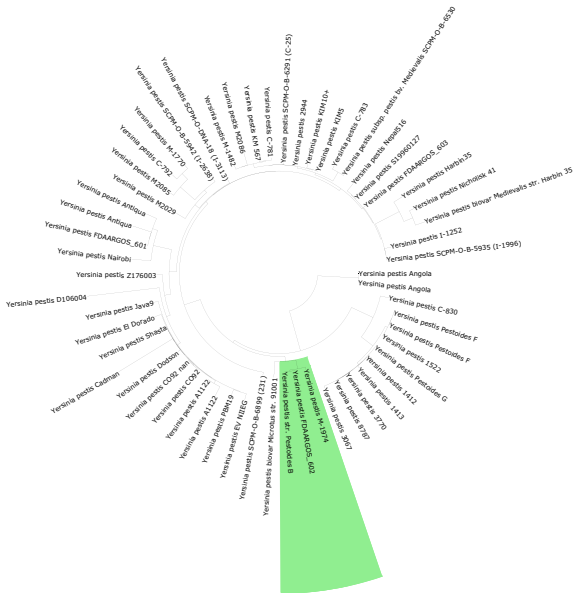 Yersinia pestis Angola
Yersinia pestis Angola
Yersinia pestis C-830
Yersinia pestis Pestoides F
Yersinia pestis Pestoides F
Yersinia pestis 1522
Yersinia pestis Pestoides G
Yersinia pestis 1412
Yersinia pestis 1413
Yersinia pestis 3770
Yersinia pestis 8787
Yersinia pestis 3067
Yersinia pestis M-1974
Yersinia pestis FDAARGOS_602
Yersinia pestis str. Pestoides B
Yersinia pestis biovar Microtus str. 91001
Yersinia pestis SCPM-O-B-6899 (231)
Yersinia pestis EV NIIEG
Yersinia pestis PBM19
Yersinia pestis A1122
Yersinia pestis A1122
Yersinia pestis CO92
Yersinia pestis CO92_nan
Yersinia pestis Dodson
Yersinia pestis Cadman
Yersinia pestis Shasta
Yersinia pestis El Dorado
Yersinia pestis Java9
Yersinia pestis D106004
Yersinia pestis Z176003
Yersinia pestis Nairobi
Yersinia pestis FDAARGOS_601
Yersinia pestis Antiqua
Yersinia pestis Antiqua
Yersinia pestis M2029
Yersinia pestis M2085
Yersinia pestis C-792
Yersinia pestis M-1770
Yersinia pestis SCPM-O-B-5942 (I-2638)
Yersinia pestis SCPM-O-DNA-18 (I-3113)
Yersinia pestis M-1482
Yersinia pestis M2086
Yersinia pestis KM 567
Yersinia pestis C-781
Yersinia pestis SCPM-O-B-6291 (C-25)
Yersinia pestis 2944
Yersinia pestis KIM10+
Yersinia pestis KIM5
Yersinia pestis C-783
Yersinia pestis subsp. pestis bv. Medievalis SCPM-O-B-6530
Yersinia pestis Nepal516
Yersinia pestis S19960127
Yersinia pestis FDAARGOS_603
Yersinia pestis Harbin35
Yersinia pestis Nicholisk 41
Yersinia pestis biovar Medievalis str. Harbin 35
Yersinia pestis I-1252
Yersinia pestis SCPM-O-B-5935 (I-1996)